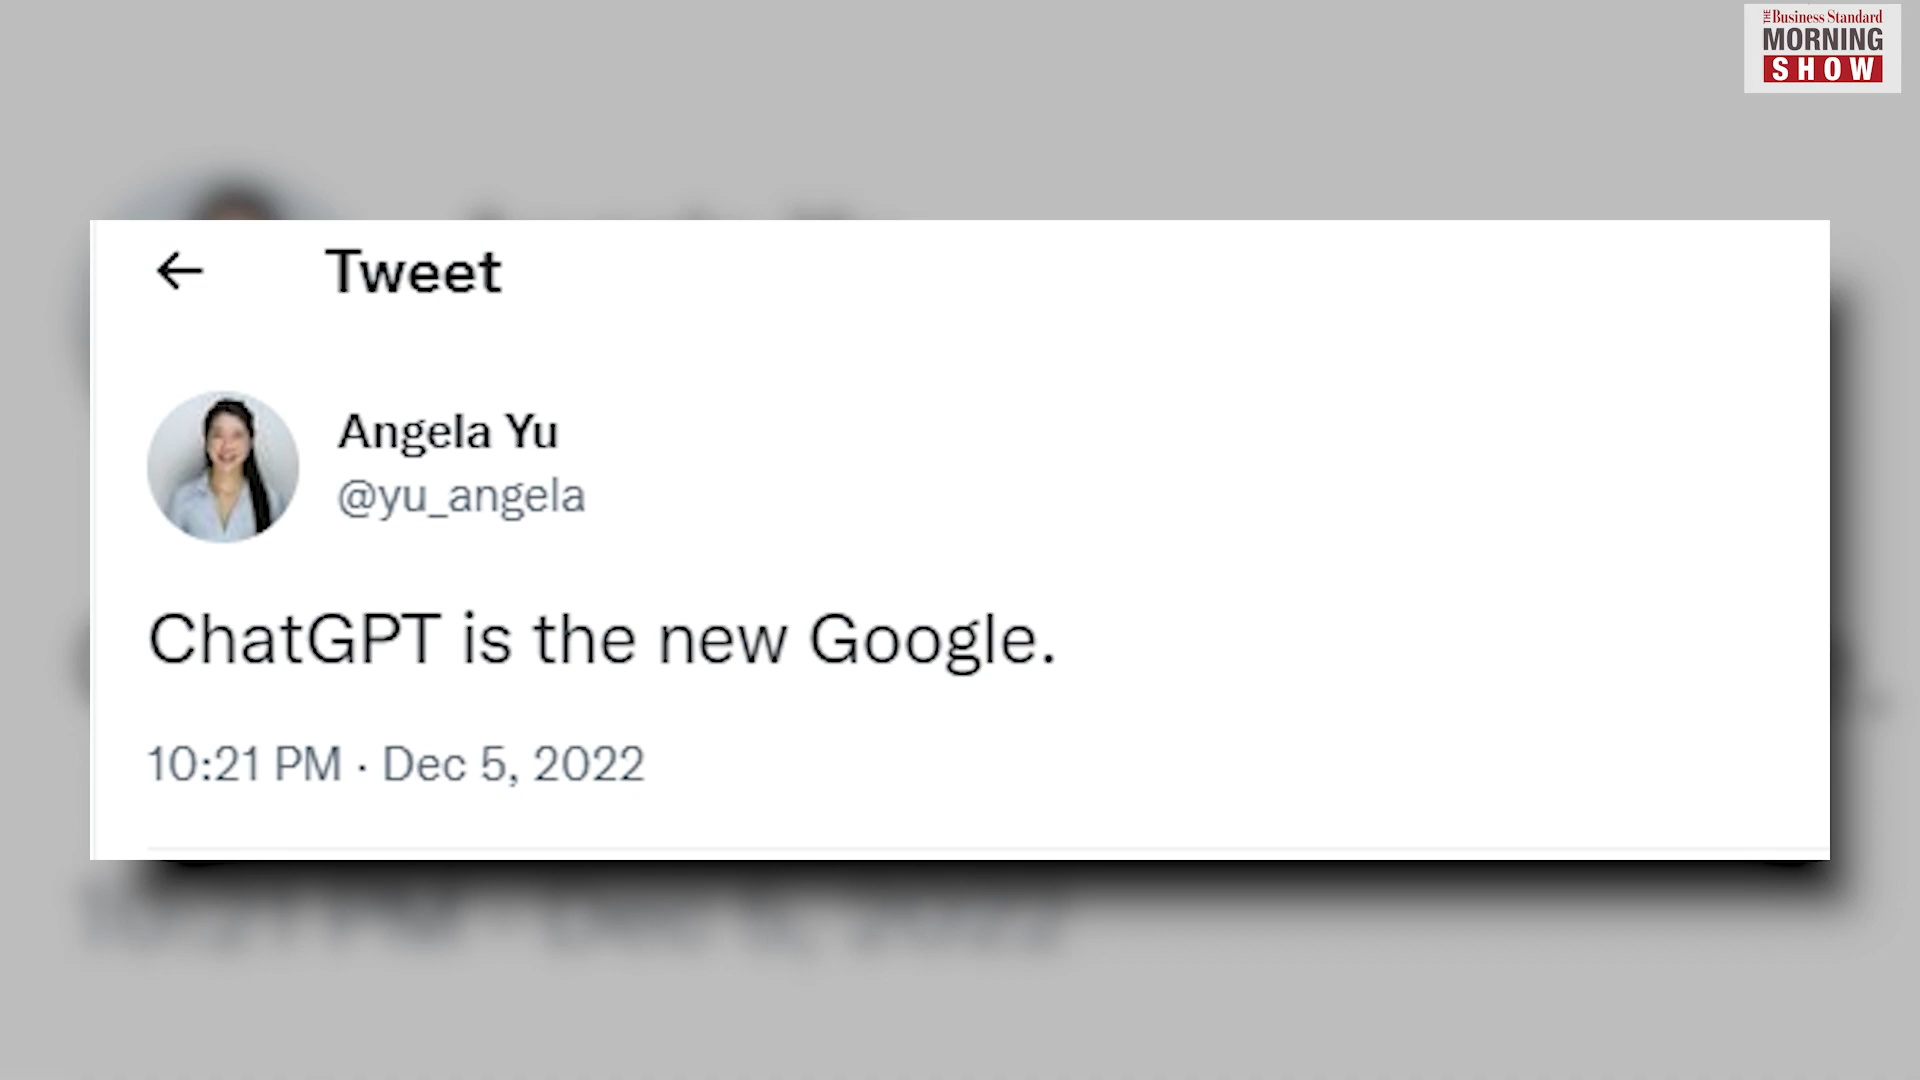 THE Business Standard
MORNING
SHOW
Tweet
Angela Yu
@yu_angela
ChatGPT is the new Google.
10:21 PM · Dec 5, 2022